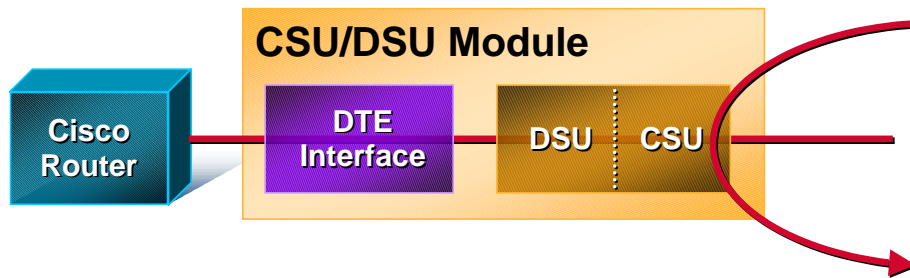 CSU/DSU Module
Cisco
Router
DTE
Interface
DSU
CSU